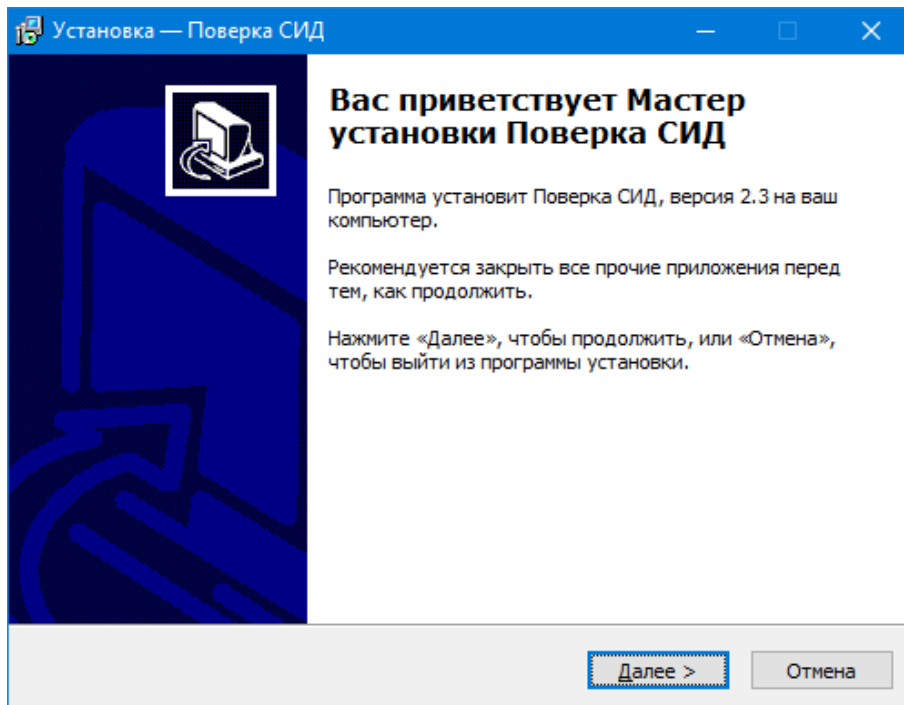 Установка — Поверка СИД
Вас приветствует Мастер
установки Поверка СИД
Программа установит Поверка СИД, версия 2.3 на ваш
компьютер.
Рекомендуется закрыть все прочие приложения перед
тем, как продолжить.
Нажмите «Далее», чтобы продолжить, или «Отмена»,
чтобы выйти из программы установки.
Далее >
Отмена